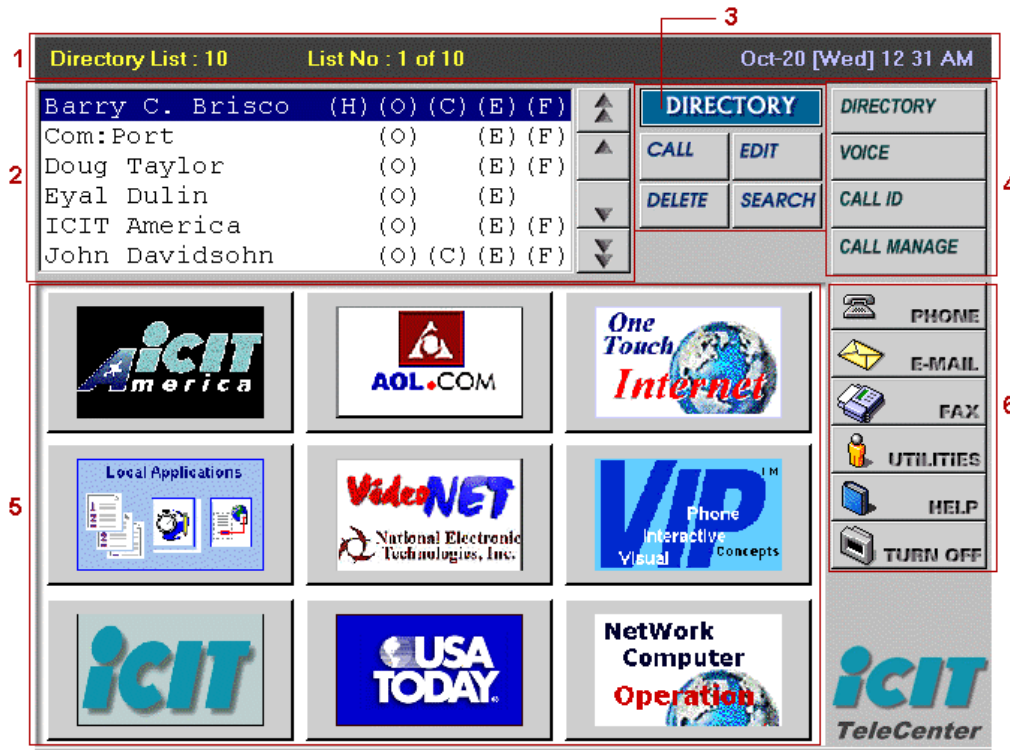 3
1
Directory List : 10 List No : 1 of 10 Oct-20 [Wed] 12 31 AM
2
Barry C. Brisco (H)(O)(C)(E)(F)
Com:Port (O) (E)(F)
Doug Taylor (O) (E)(F)
Eyal Dulin (O) (E)
ICIT America (O) (E)(F)
John Davidsohn (O)(C)(E)(F)
DIRECTORY
CALL EDIT
DELETE SEARCH
4
DIRECTORY
VOICE
CALL ID
CALL MANAGE
5
iCIT
America
AOL.COM
One
Touch
Internet
Local Applications
VideoNET
National Electronic
Technologies, Inc.
VIP TM
Phone
Interactive
Visual Concepts
iCIT
USA
TODAY.
NetWork
Computer
Operation
6
PHONE
E-MAIL
FAX
UTILITIES
HELP
TURN OFF
iCIT
TeleCenter